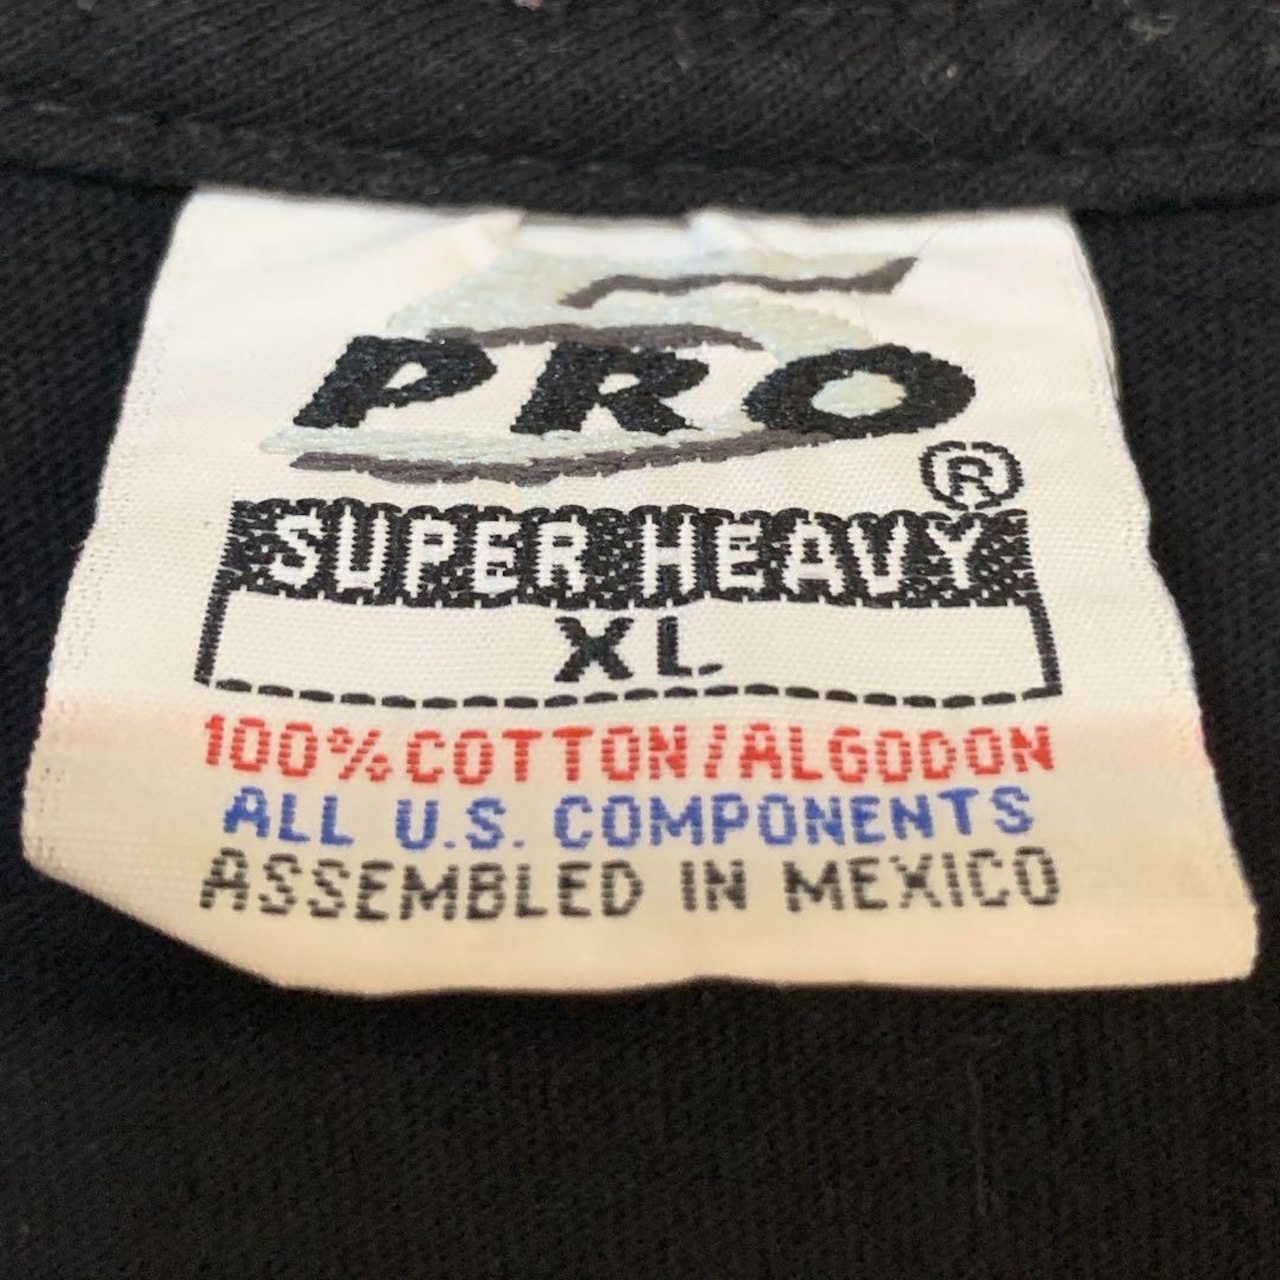 PRO
®
SUPER HEAVY
XL
100% COTTON/ALGODON
ALL U.S. COMPONENTS
ASSEMBLED IN MEXICO